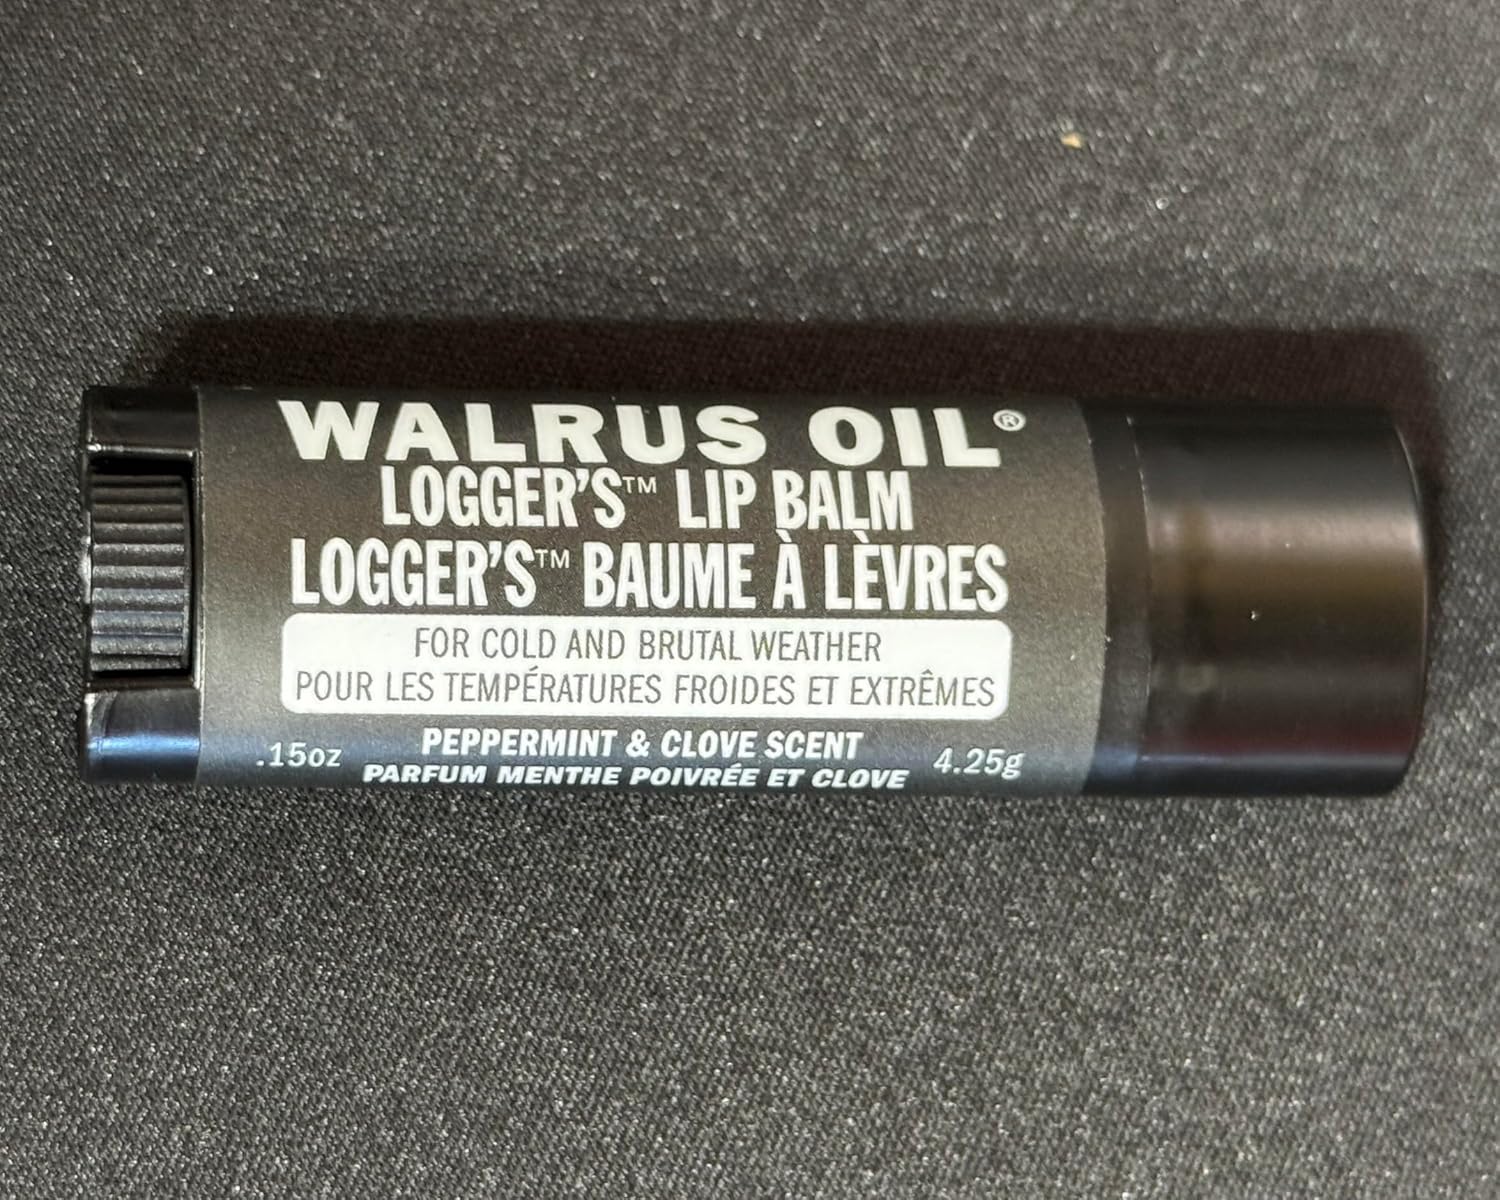 WALRUS OIL®
LOGGER'S™ LIP BALM
LOGGER'S™ BAUME À LÈVRES
FOR COLD AND BRUTAL WEATHER
POUR LES TEMPÉRATURES FROIDES ET EXTRÊMES
.15oz PEPPERMINT & CLOVE SCENT 4.25g
PARFUM MENTHE POIVRÉE ET CLOVE